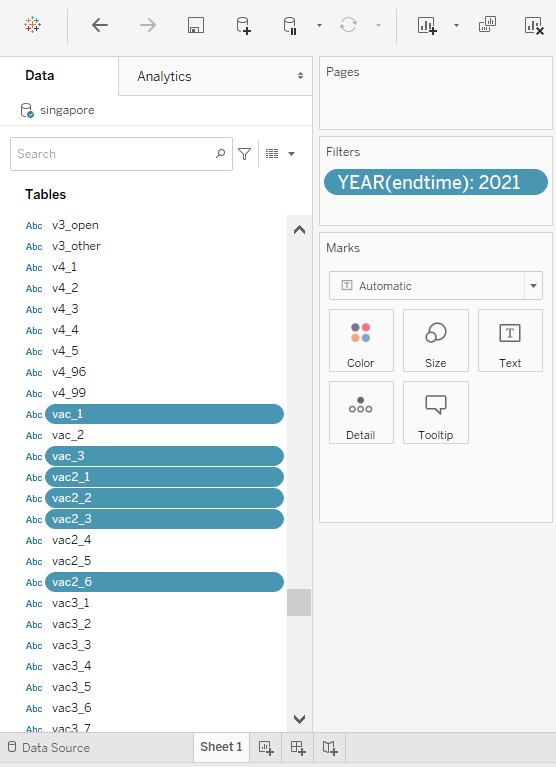 Data
Analytics
singapore
Search
Tables
Abc v3_open
Abc v3_other
Abc v4_1
Abc v4_2
Abc v4_3
Abc v4_4
Abc v4_5
Abc v4_96
Abc v4_99
Abc vac_1
Abc vac_2
Abc vac_3
Abc vac2_1
Abc vac2_2
Abc vac2_3
Abc vac2_4
Abc vac2_5
Abc vac2_6
Abc vac3_1
Abc vac3_2
Abc vac3_3
Abc vac3_4
Abc vac3_5
Abc vac3_6
Abc vac3_7
Pages
Filters
YEAR(endtime): 2021
Marks
T Automatic
Color
Size
T
Text
Detail
Tooltip
Data Source
Sheet 1